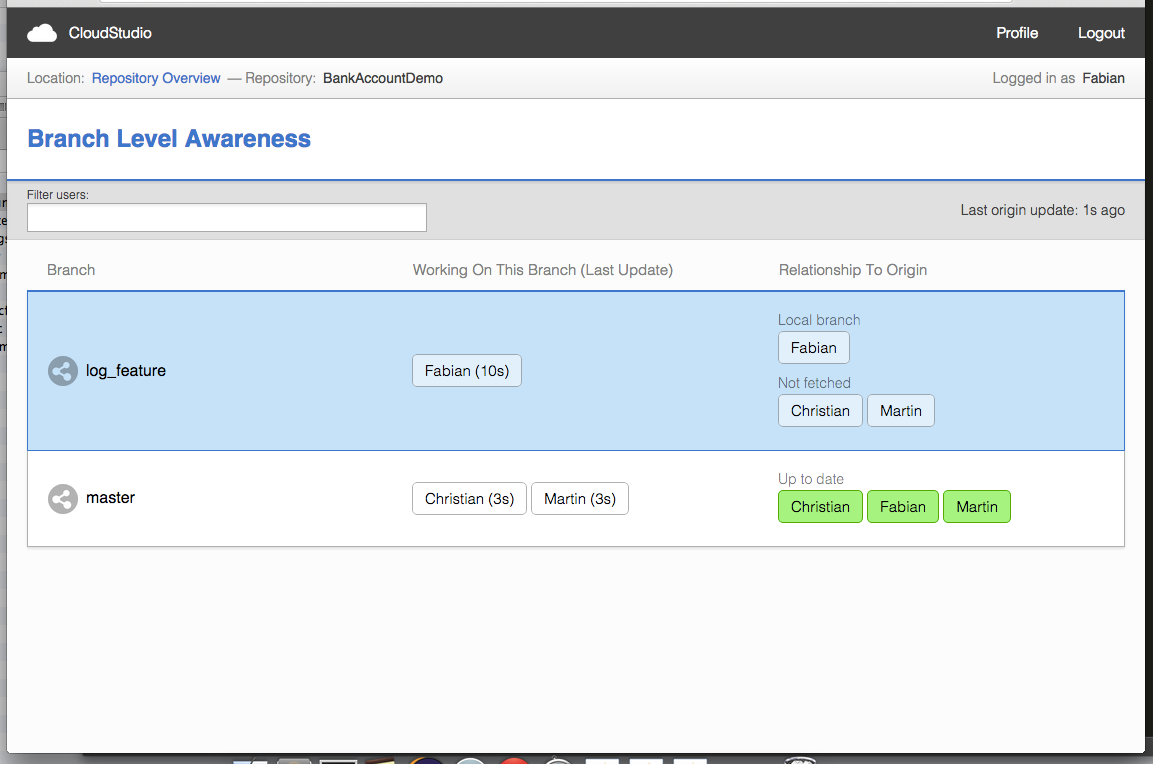 CloudStudio Profile Logout
Location: Repository Overview — Repository: BankAccountDemo Logged in as Fabian
Branch Level Awareness
Filter users:
Last origin update: 1s ago
Branch Working On This Branch (Last Update) Relationship To Origin
log_feature
Fabian (10s)
Local branch
Fabian
Not fetched
Christian Martin
master
Christian (3s) Martin (3s)
Up to date
Christian Fabian Martin